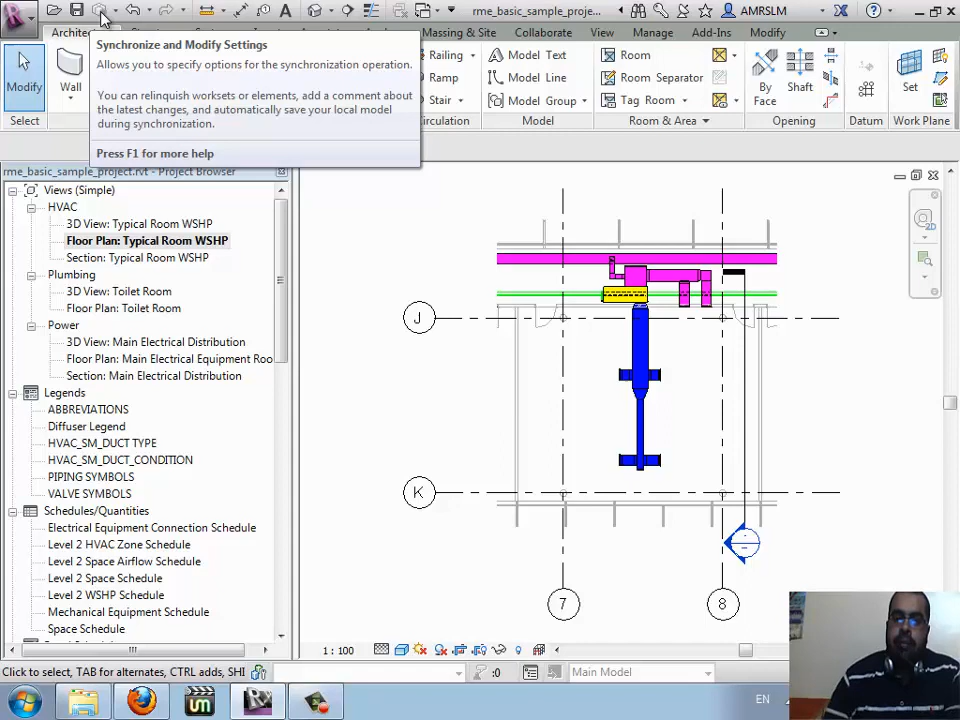 rme_basic_sample_proje...
AMRSLM
Massing & Site Collaborate View Manage Add-Ins Modify
Synchronize and Modify Settings
Allows you to specify options for the synchronization operation.
You can relinquish worksets or elements, add a comment about
the latest changes, and automatically save your local model
during synchronization.
Press F1 for more help
Modify
Wall
Railing
Ramp
Stair
Model Text
Model Line
Model Group
Room
Room Separator
Tag Room
By
Face
Shaft
Set
Select
Model
Room & Area
Opening
Datum
Work Plane
rme_basic_sample_project.rvt - Project Browser
Views (Simple)
HVAC
3D View: Typical Room WSHP
Floor Plan: Typical Room WSHP
Section: Typical Room WSHP
Plumbing
3D View: Toilet Room
Floor Plan: Toilet Room
Power
3D View: Main Electrical Distribution
Floor Plan: Main Electrical Equipment Roo
Section: Main Electrical Distribution
Legends
ABBREVIATIONS
Diffuser Legend
HVAC_SM_DUCT TYPE
HVAC_SM_DUCT_CONDITION
PIPING SYMBOLS
VALVE SYMBOLS
Schedules/Quantities
Electrical Equipment Connection Schedule
Level 2 HVAC Zone Schedule
Level 2 Space Airflow Schedule
Level 2 Space Schedule
Level 2 WSHP Schedule
Mechanical Equipment Schedule
Space Schedule
2D
J
K
7
8
1 : 100
Click to select, TAB for alternates, CTRL adds, SHI
:0
Main Model
um
EN